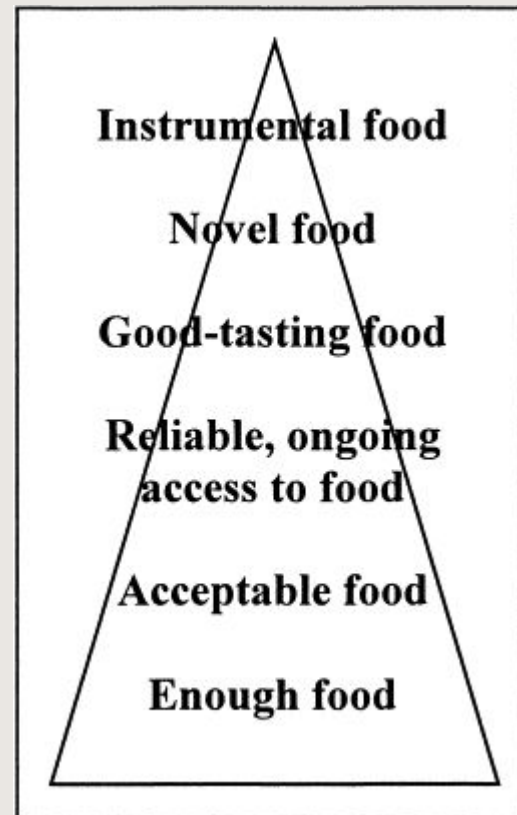 Instrumental food
Novel food
Good-tasting food
Reliable, ongoing
access to food
Acceptable food
Enough food